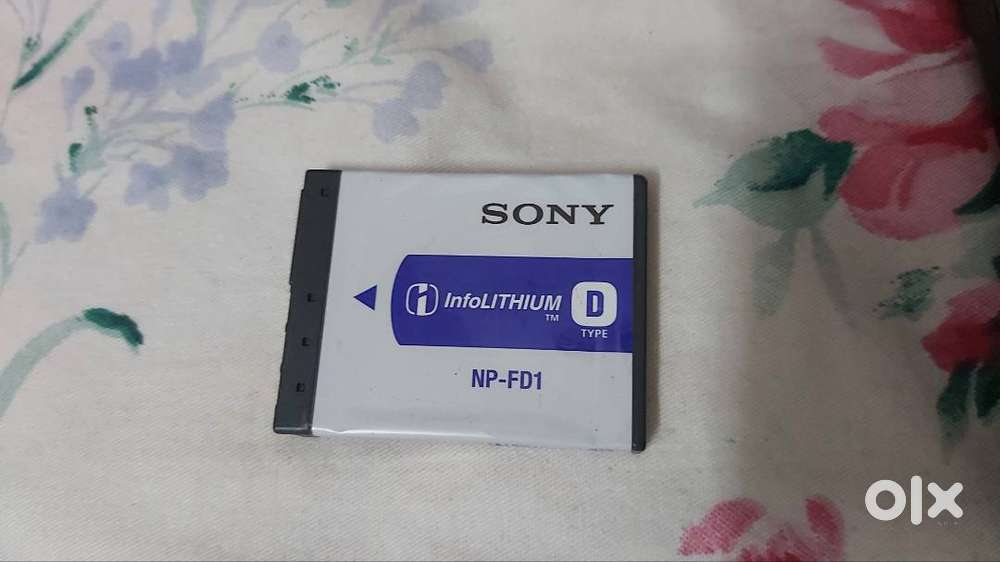 SONY
InfoLITHIUM TM D
TYPE
NP-FD1
olx